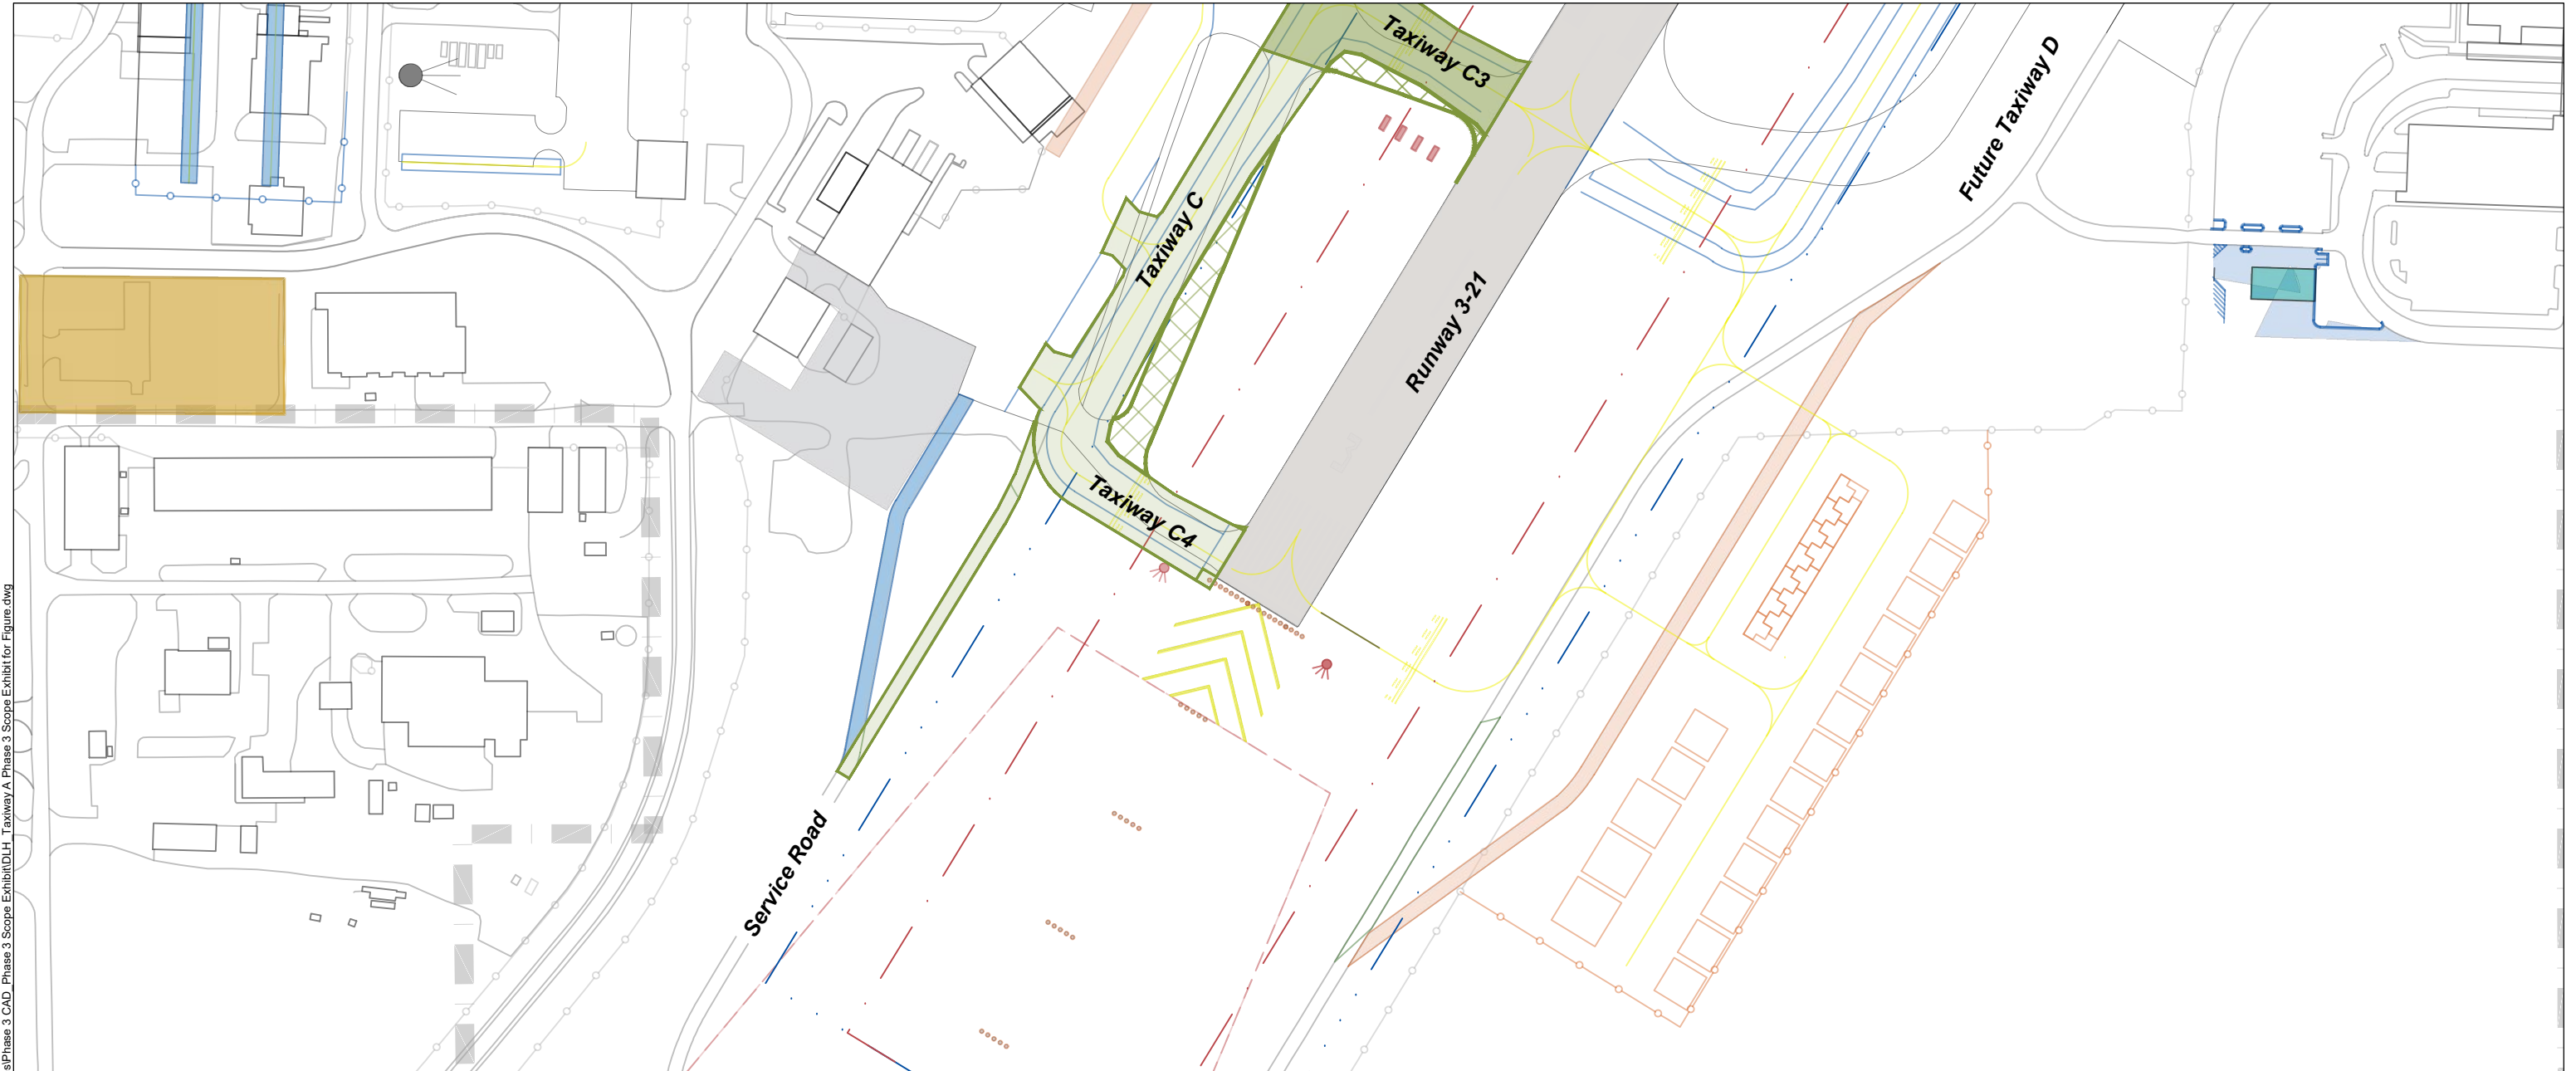 Taxiway C3
Future Taxiway D
Taxiway C
Runway 3-21
Taxiway C4
Service Road
s\Phase 3 CAD_Phase 3 Scope Exhibit\DLH_Taxiway A Phase 3 Scope Exhibit for Figure.dwg